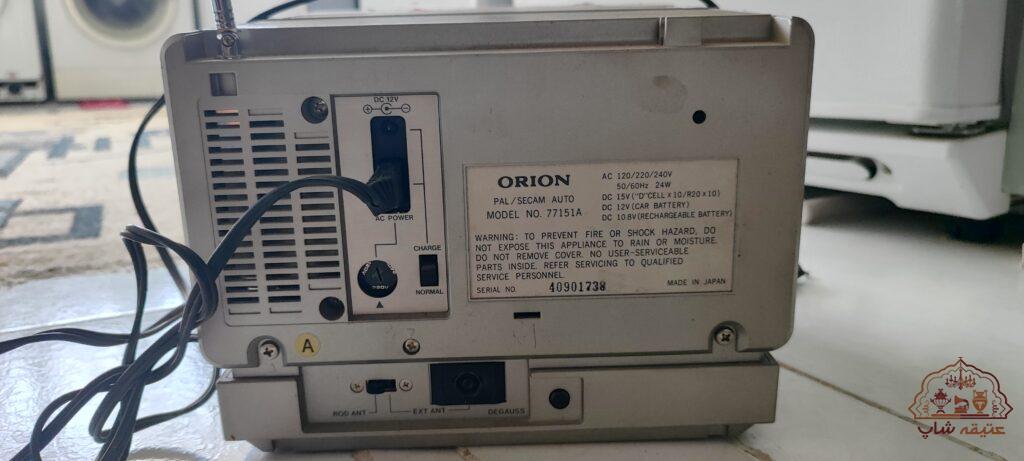 DC 12V
AC POWER
CHARGE
NORMAL
220V
ORION
PAL/SECAM AUTO
MODEL NO. 77151A
AC 120/220/240V
50/60Hz 24W
DC 15V ("D" CELL x 10/R20 x 10)
DC 12V (CAR BATTERY)
DC 10.8V (RECHARGEABLE BATTERY)
WARNING: TO PREVENT FIRE OR SHOCK HAZARD, DO
NOT EXPOSE THIS APPLIANCE TO RAIN OR MOISTURE.
DO NOT REMOVE COVER. NO USER-SERVICEABLE
PARTS INSIDE. REFER SERVICING TO QUALIFIED
SERVICE PERSONNEL.
SERIAL NO. 40901738 MADE IN JAPAN
A
ROD ANT EXT ANT DEGAUSS
عتیقه شاپ